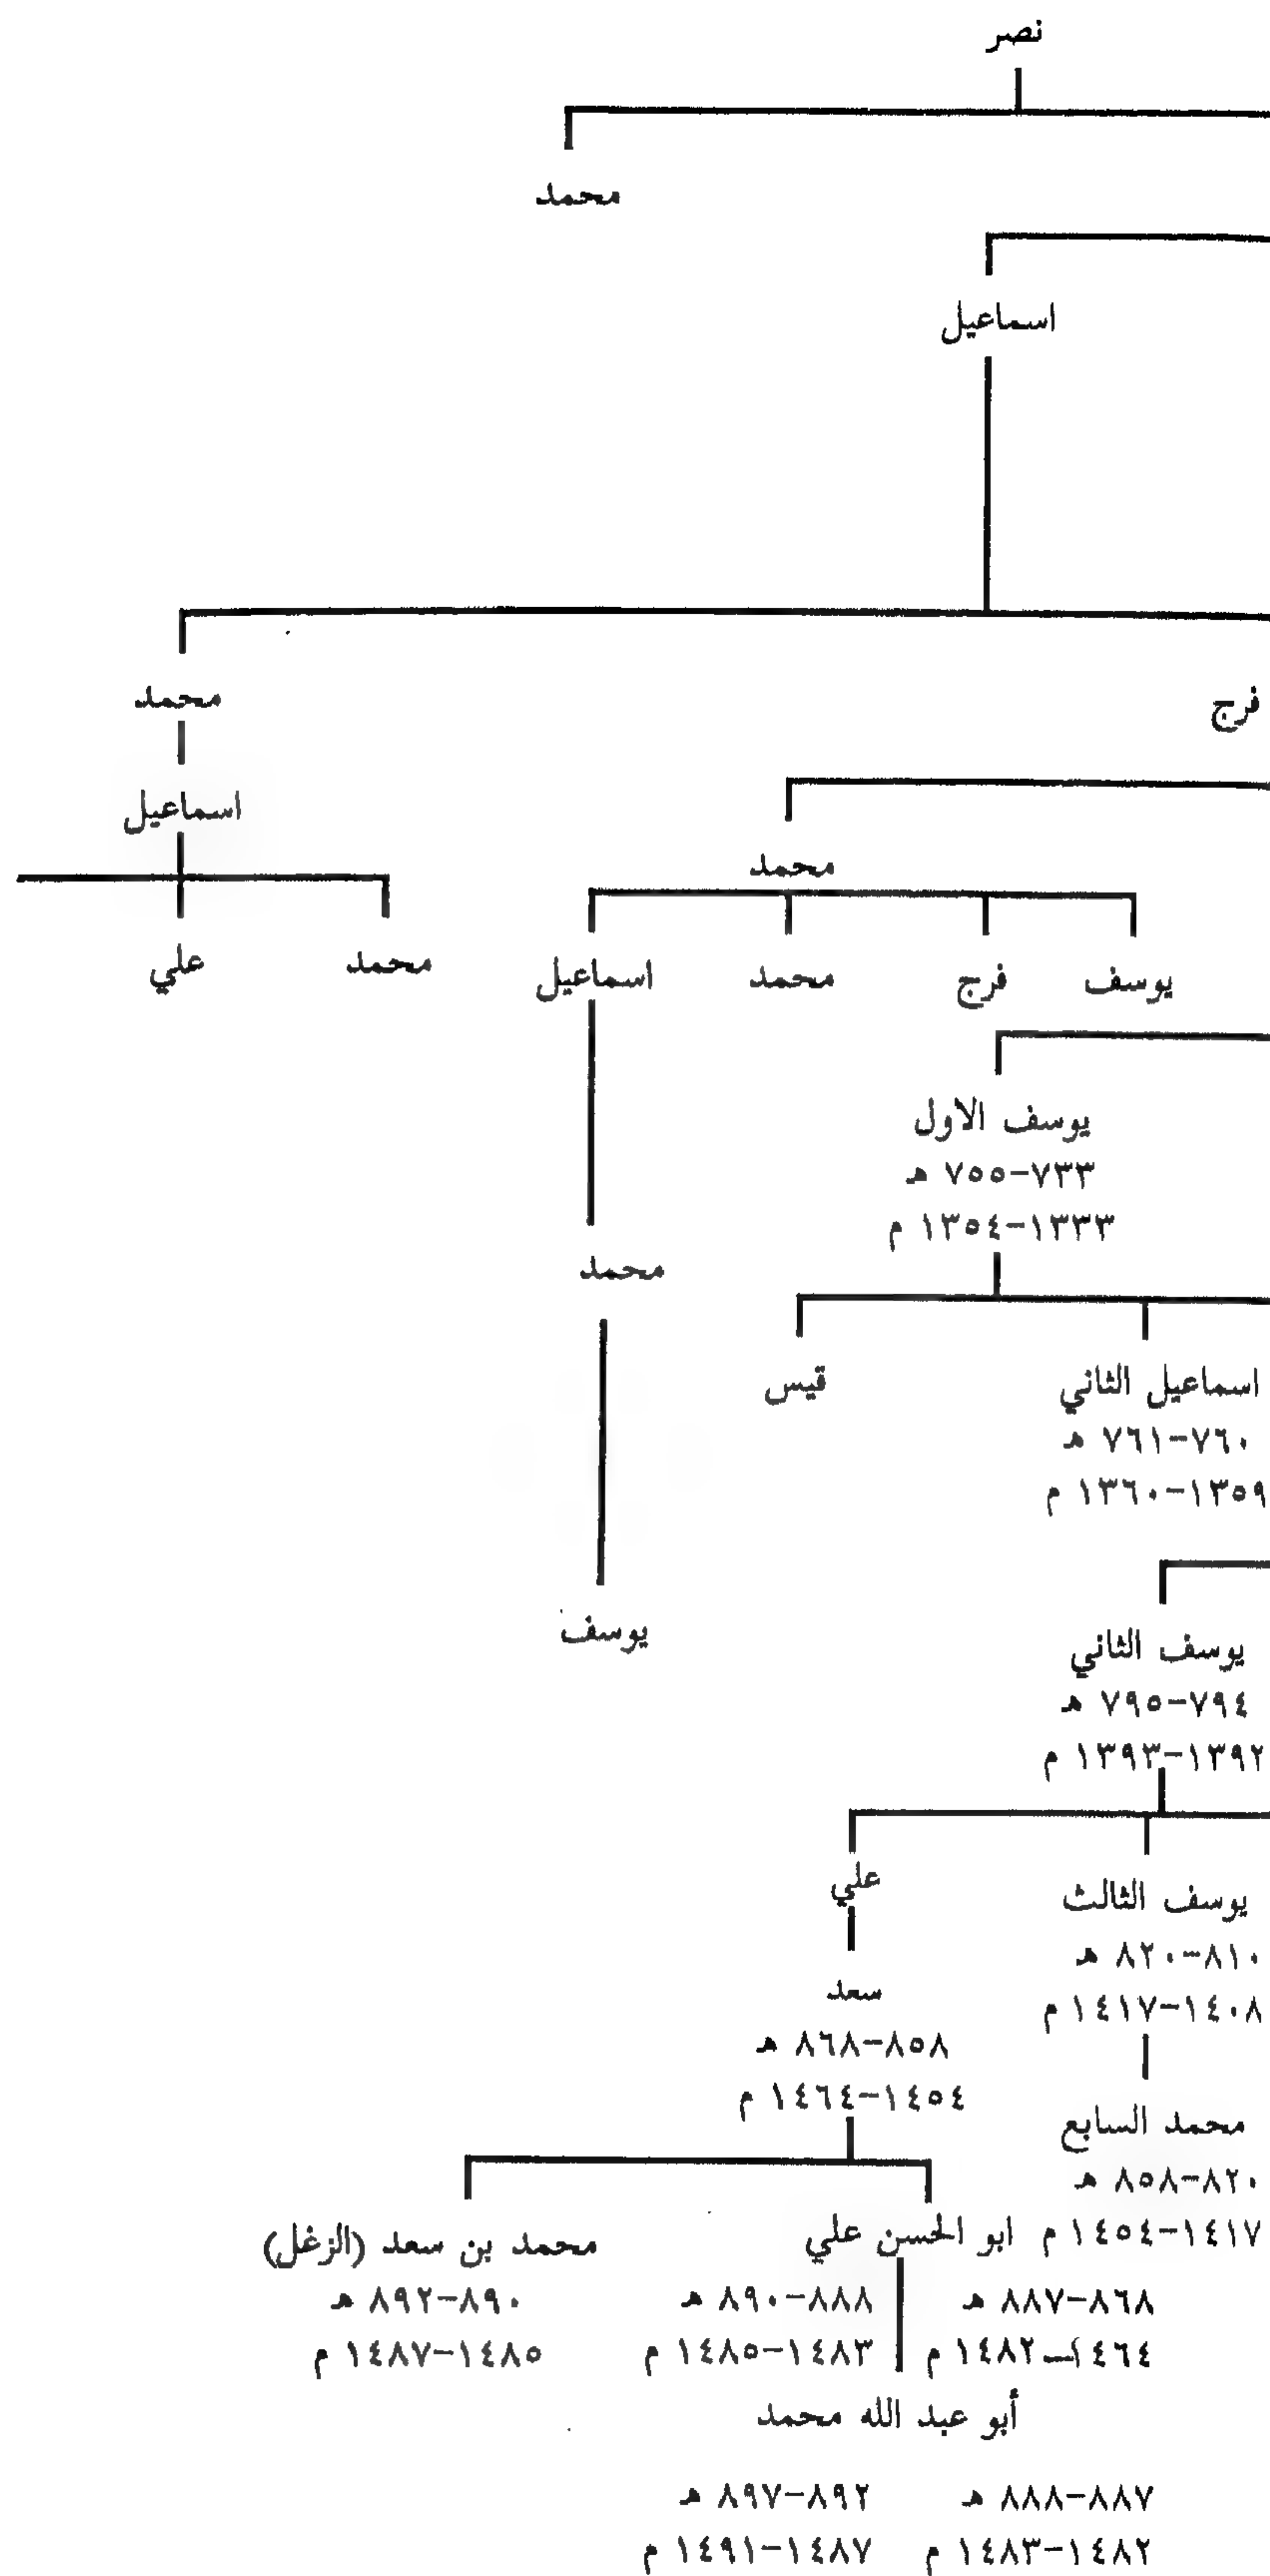 نصر
محمد
اسماعيل
محمد
فرج
اسماعيل
محمد
علي
محمد
اسماعيل
محمد
فرج
يوسف
يوسف الاول
٧٣٣-٧٥٥ هـ
١٣٣٣-١٣٥٤ م
محمد
قيس
اسماعيل الثاني
٧٦٠-٧٦١ هـ
١٣٥٩-١٣٦٠ م
يوسف
يوسف الثاني
٧٩٤-٧٩٥ هـ
١٣٩٢-١٣٩٣ م
علي
يوسف الثالث
٨١٠-٨٢٠ هـ
١٤٠٨-١٤١٧ م
سعد
٨٥٨-٨٦٨ هـ
١٤٥٤-١٤٦٤ م
محمد السابع
٨٢٠-٨٥٨ هـ
١٤١٧-١٤٥٤ م
ابو الحسن علي
٨٦٨-٨٨٧ هـ
١٤٦٤-١٤٨٢ م
٨٨٨-٨٩٠ هـ
١٤٨٣-١٤٨٥ م
محمد بن سعد (الزغل)
٨٩٠-٨٩٢ هـ
١٤٨٥-١٤٨٧ م
أبو عبد الله محمد
٨٨٧-٨٨٨ هـ
١٤٨٢-١٤٨٣ م
٨٩٢-٨٩٧ هـ
١٤٨٧-١٤٩١ م